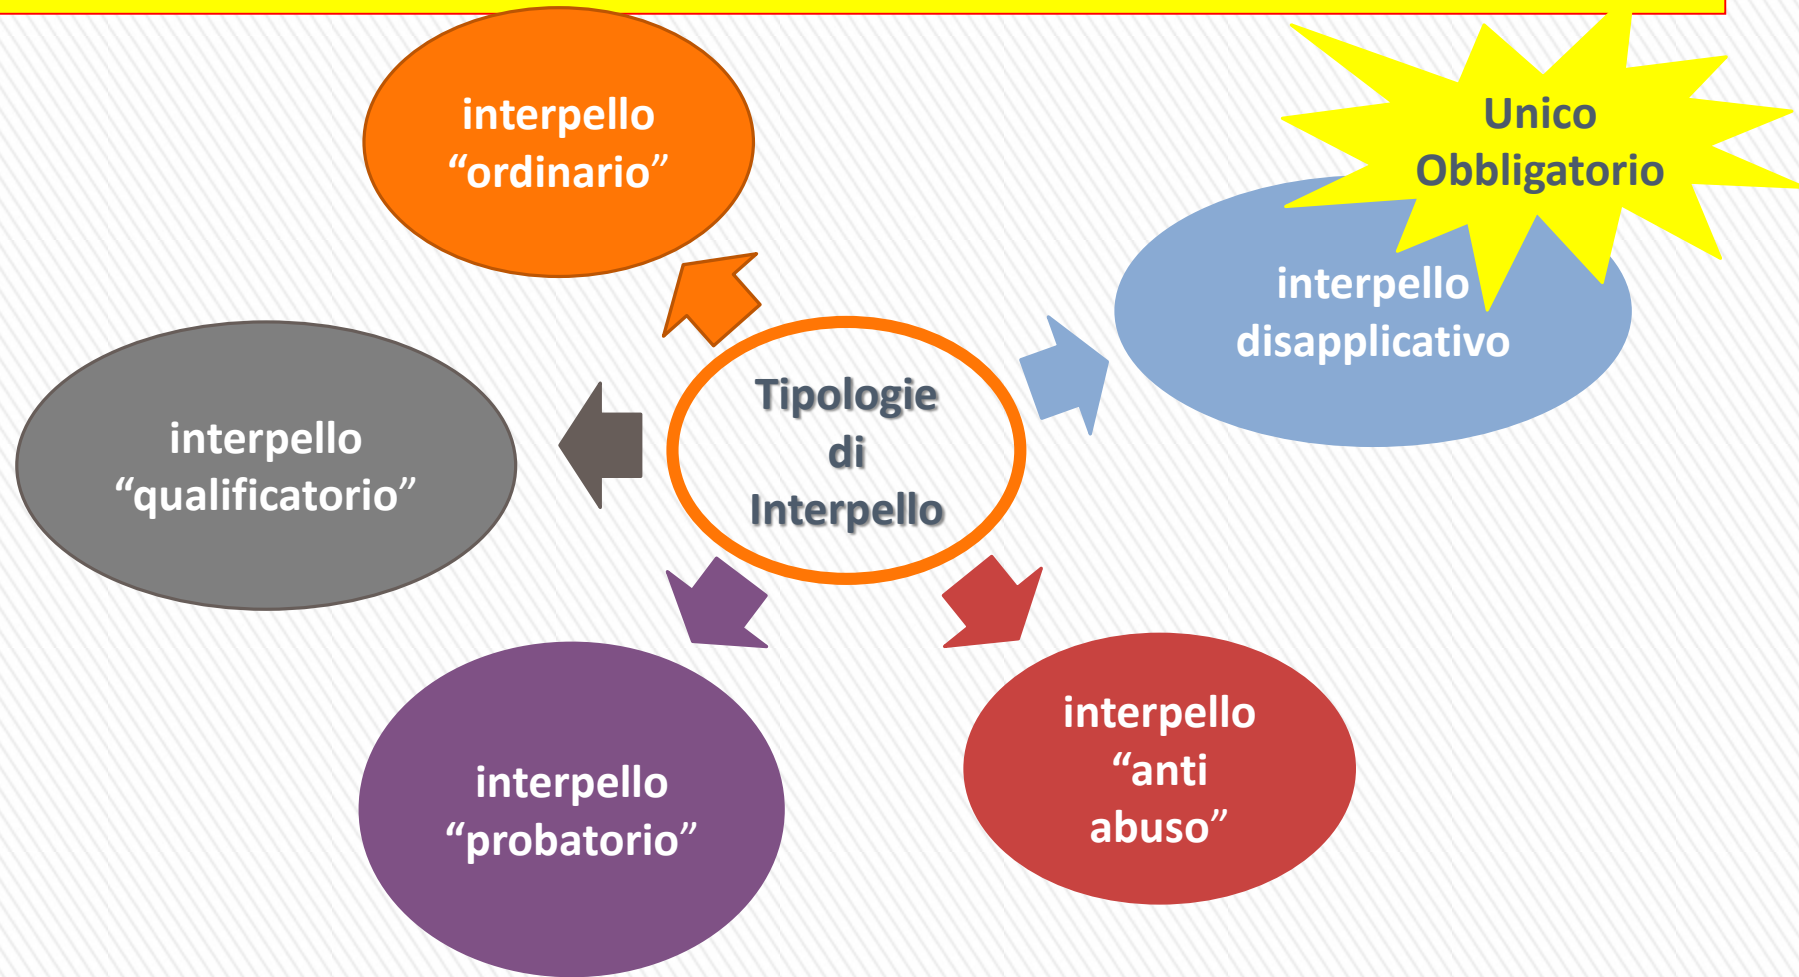 interpello
“ordinario”
Unico
Obbligatorio
interpello
disapplicativo
Tipologie
di
Interpello
interpello
“qualificatorio”
interpello
“probatorio”
interpello
“anti
abuso”